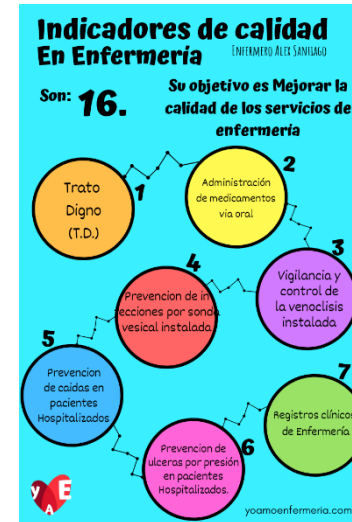 Indicadores de calidad
En Enfermería
Enfermero Alex Santiago
Son: 16.
Su objetivo es Mejorar la
calidad de los servicios de
enfermería
1
Trato
Digno
(T.D.)
2
Administración
de medicamentos
via oral
3
Vigilancia y
control de
la venoclisis
instalada
4
Prevencion de in
fecciones por sonda
vesical instalada
5
Prevencion
de caidas en
pacientes
Hospitalizados
6
Prevencion de
ulceras por presión
en pacientes
Hospitalizados.
7
Registros clínicos
de Enfermería
y A E
yoamoenfermeria.com